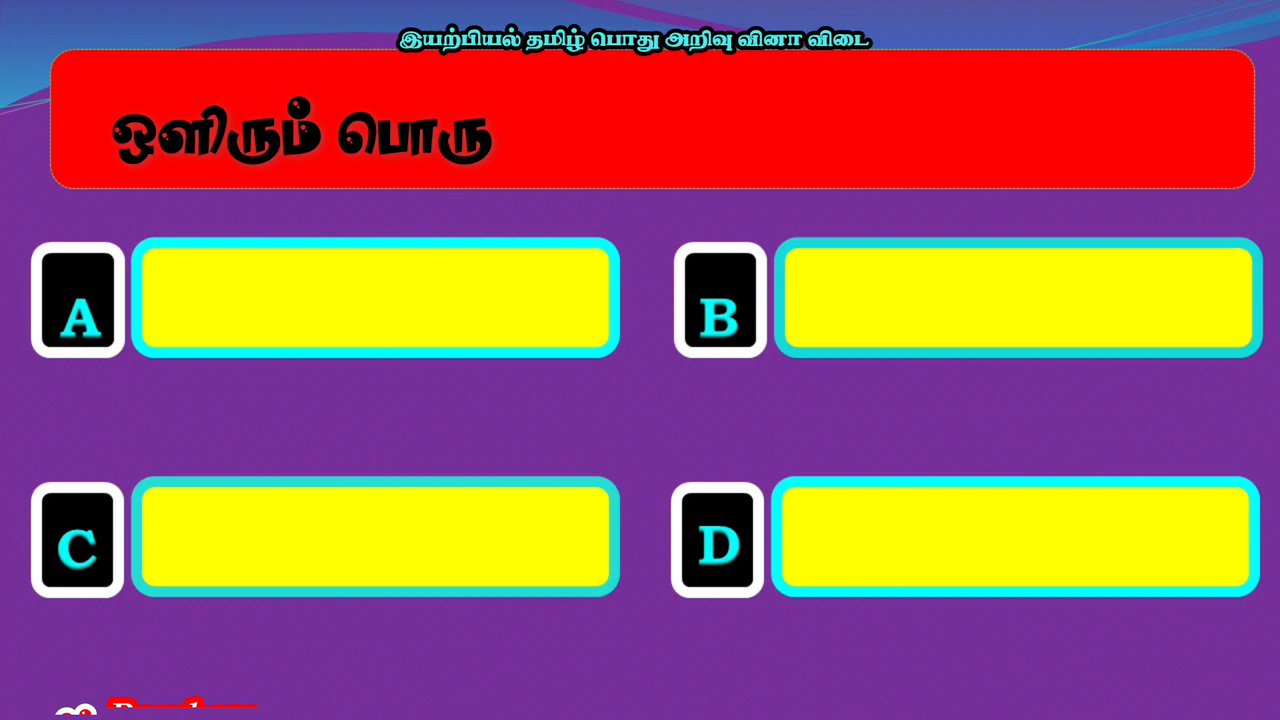 இயற்பியல் தமிழ் பொது அறிவு வினா விடை
ஒளிரும் பொரு
A
B
C
D